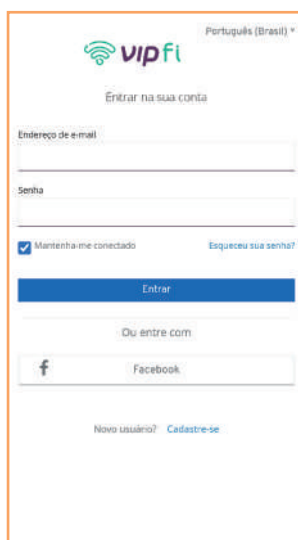 Português (Brasil)
vipfi
Entrar na sua conta
Endereço de e-mail
Senha
Mantenha-me conectado
Esqueceu sua senha?
Entrar
Ou entre com
Facebook
Novo usuário? Cadastre-se